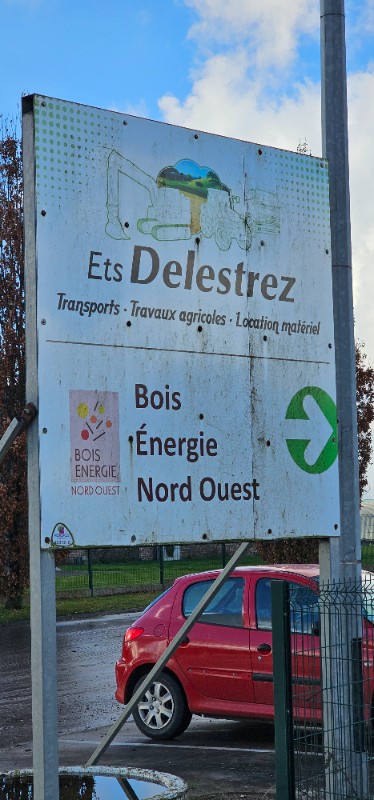 Ets Delestrez
Transports - Travaux agricoles - Location matériel
Bois
Énergie
Nord Ouest
BOIS
ENERGIE
NORD OUEST